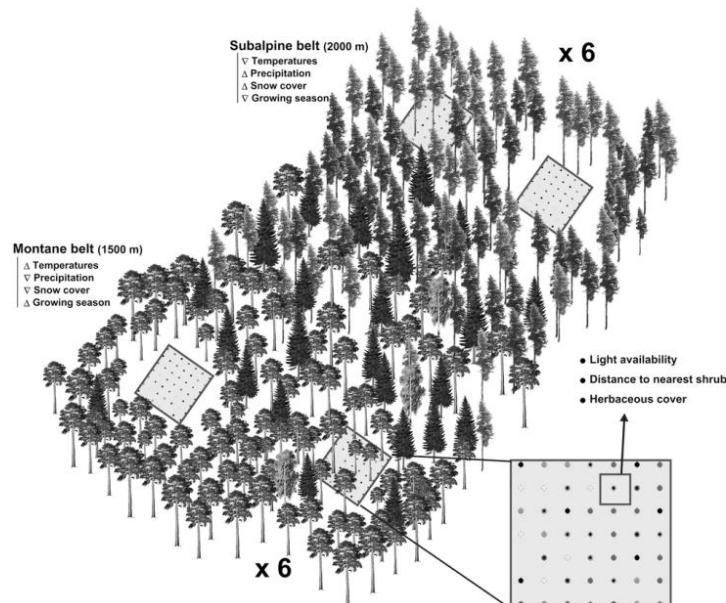 Subalpine belt (2000 m)
∇ Temperatures
Δ Precipitation
Δ Snow cover
∇ Growing season
x 6
Montane belt (1500 m)
Δ Temperatures
∇ Precipitation
∇ Snow cover
Δ Growing season
• Light availability
• Distance to nearest shrub
• Herbaceous cover
x 6